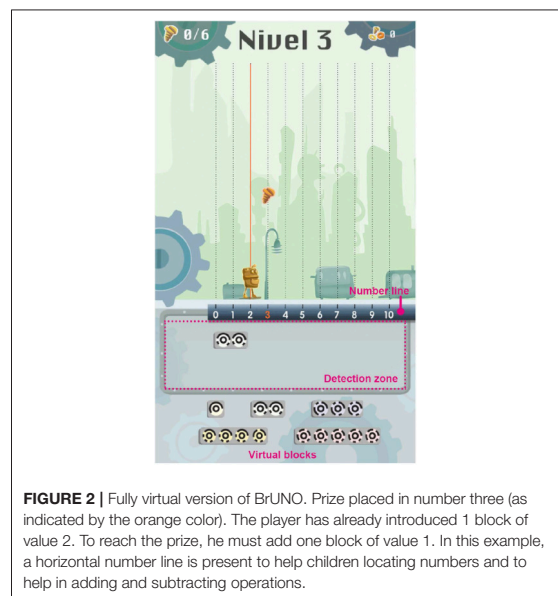 0/6
Nivel 3
0
Number line
0 1 2 3 4 5 6 7 8 9 10
Detection zone
Virtual blocks
FIGURE 2 | Fully virtual version of BrUNO. Prize placed in number three (as
indicated by the orange color). The player has already introduced 1 block of
value 2. To reach the prize, he must add one block of value 1. In this example,
a horizontal number line is present to help children locating numbers and to
help in adding and subtracting operations.